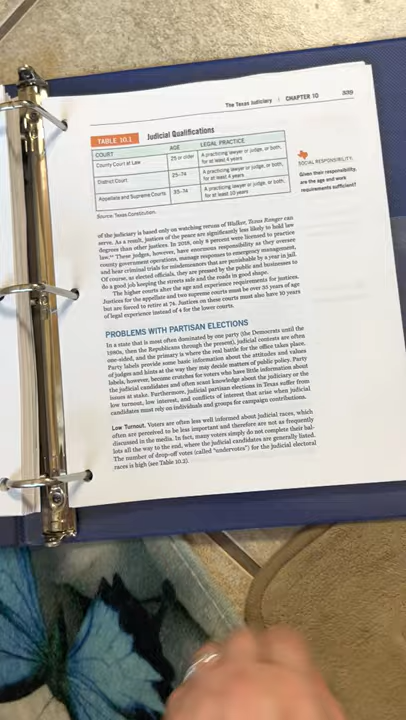 The Texas Judiciary | CHAPTER 10 339
TABLE 10.1 Judicial Qualifications
COURT AGE LEGAL PRACTICE
County Court at Law 25 or older A practicing lawyer or judge, or both,
for at least 4 years
District Court 25–74 A practicing lawyer or judge, or both,
for at least 4 years
Appellate and Supreme Courts 35–74 A practicing lawyer or judge, or both,
for at least 10 years
Source: Texas Constitution.
SOCIAL RESPONSIBILITY:
Given their responsibility,
are the age and work
requirements sufficient?
of the judiciary is based only on watching reruns of Walker, Texas Ranger can
serve. As a result, justices of the peace are significantly less likely to hold law
degrees than other justices. In 2018, only 6 percent were licensed to practice
law. These judges, however, have enormous responsibility as they ensure
county government operations, manage responses to emergency management,
and hear criminal trials for misdemeanors that are punishable by a year in jail.
Of course, as elected officials, they are pressed by the public and businesses to
do a good job keeping the streets safe and the roads in good shape.
The higher courts alter the age and experience requirements for justices.
Justices for the appellate and two supreme courts must be over 35 years of age
but are forced to retire at 74. Justices on these courts must also have 10 years
of legal experience instead of 4 for the lower courts.
PROBLEMS WITH PARTISAN ELECTIONS
In a state that is most often dominated by one party (the Democrats until the
1980s, then the Republicans through the present), judicial contests are often
one-sided, and the primary is where the real battle for the office takes place.
Party labels provide some basic information about the attitudes and values
of judges and hints at the way they may decide matters of public policy. Party
labels, however, become crutches for voters who have little information about
the judicial candidates and often scant knowledge about the judiciary or the
issues at stake. Furthermore, judicial partisan elections in Texas suffer from
low turnout, low interest, and conflicts of interest that arise when judicial
candidates must rely on individuals and groups for campaign contributions.
Low Turnout. Voters are often less well informed about judicial races, which
often are perceived to be less important and therefore are not as frequently
discussed in the media. In fact, many voters simply do not complete their bal-
lots all the way to the end, where the judicial candidates are generally listed.
The number of drop-off votes (called "undervotes") for the judicial electoral
races is high (see Table 10.2).